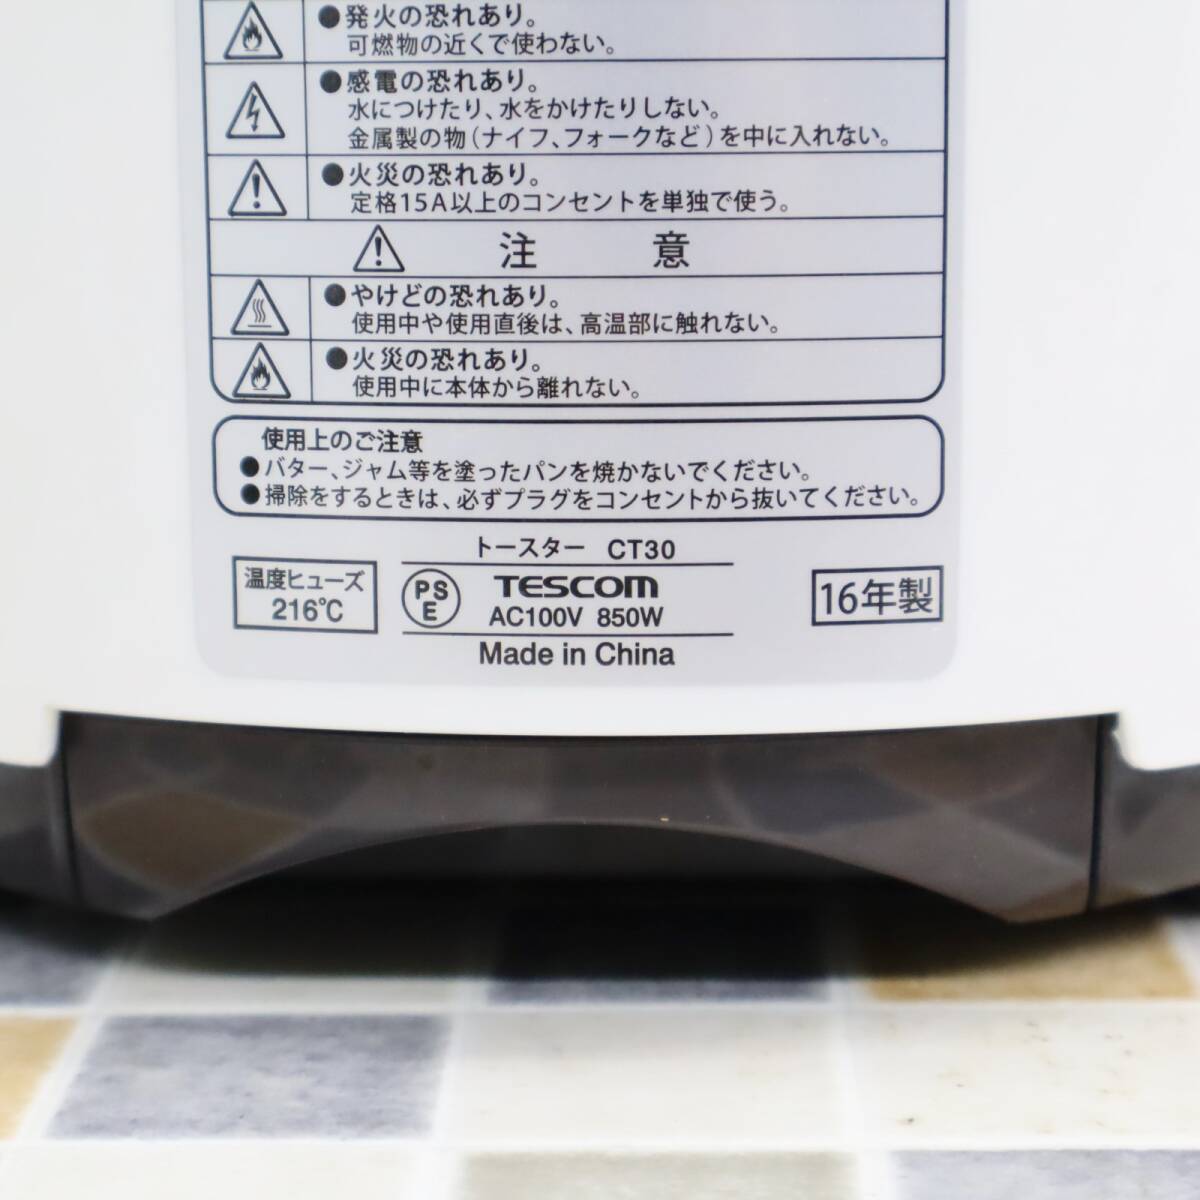 ●発火の恐れあり。
可燃物の近くで使わない。
●感電の恐れあり。
水につけたり、水をかけたりしない。
金属製の物（ナイフ、フォークなど）を中に入れない。
●火災の恐れあり。
定格15A以上のコンセントを単独で使う。
注 意
●やけどの恐れあり。
使用中や使用直後は、高温部に触れない。
●火災の恐れあり。
使用中に本体から離れない。
使用上のご注意
●バター、ジャム等を塗ったパンを焼かないでください。
●掃除をするときは、必ずプラグをコンセントから抜いてください。
トースター CT30
温度ヒューズ
216℃
PS
E
TESCOM
AC100V 850W
16年製
Made in China